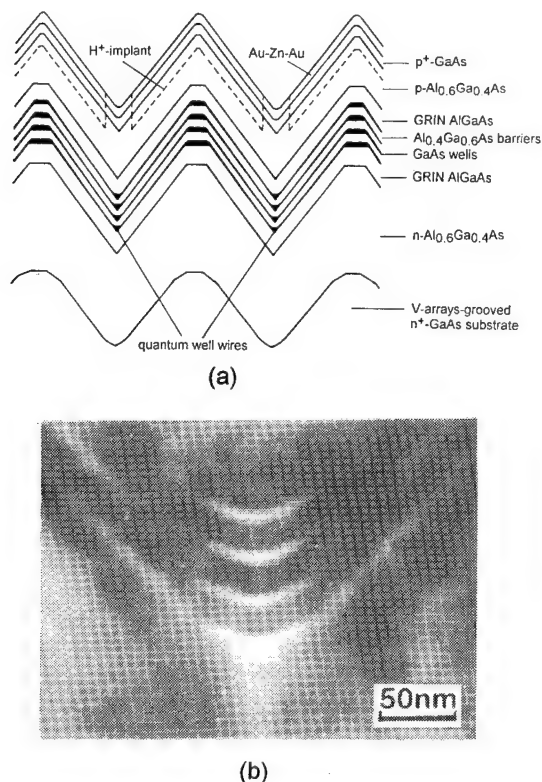 H⁺-implant
Au-Zn-Au
p⁺-GaAs
p-Al₀.₆Ga₀.₄As
GRIN AlGaAs
Al₀.₄Ga₀.₆As barriers
GaAs wells
GRIN AlGaAs
n-Al₀.₆Ga₀.₄As
V-arrays-grooved
n⁺-GaAs substrate
quantum well wires
(a)
50nm
(b)